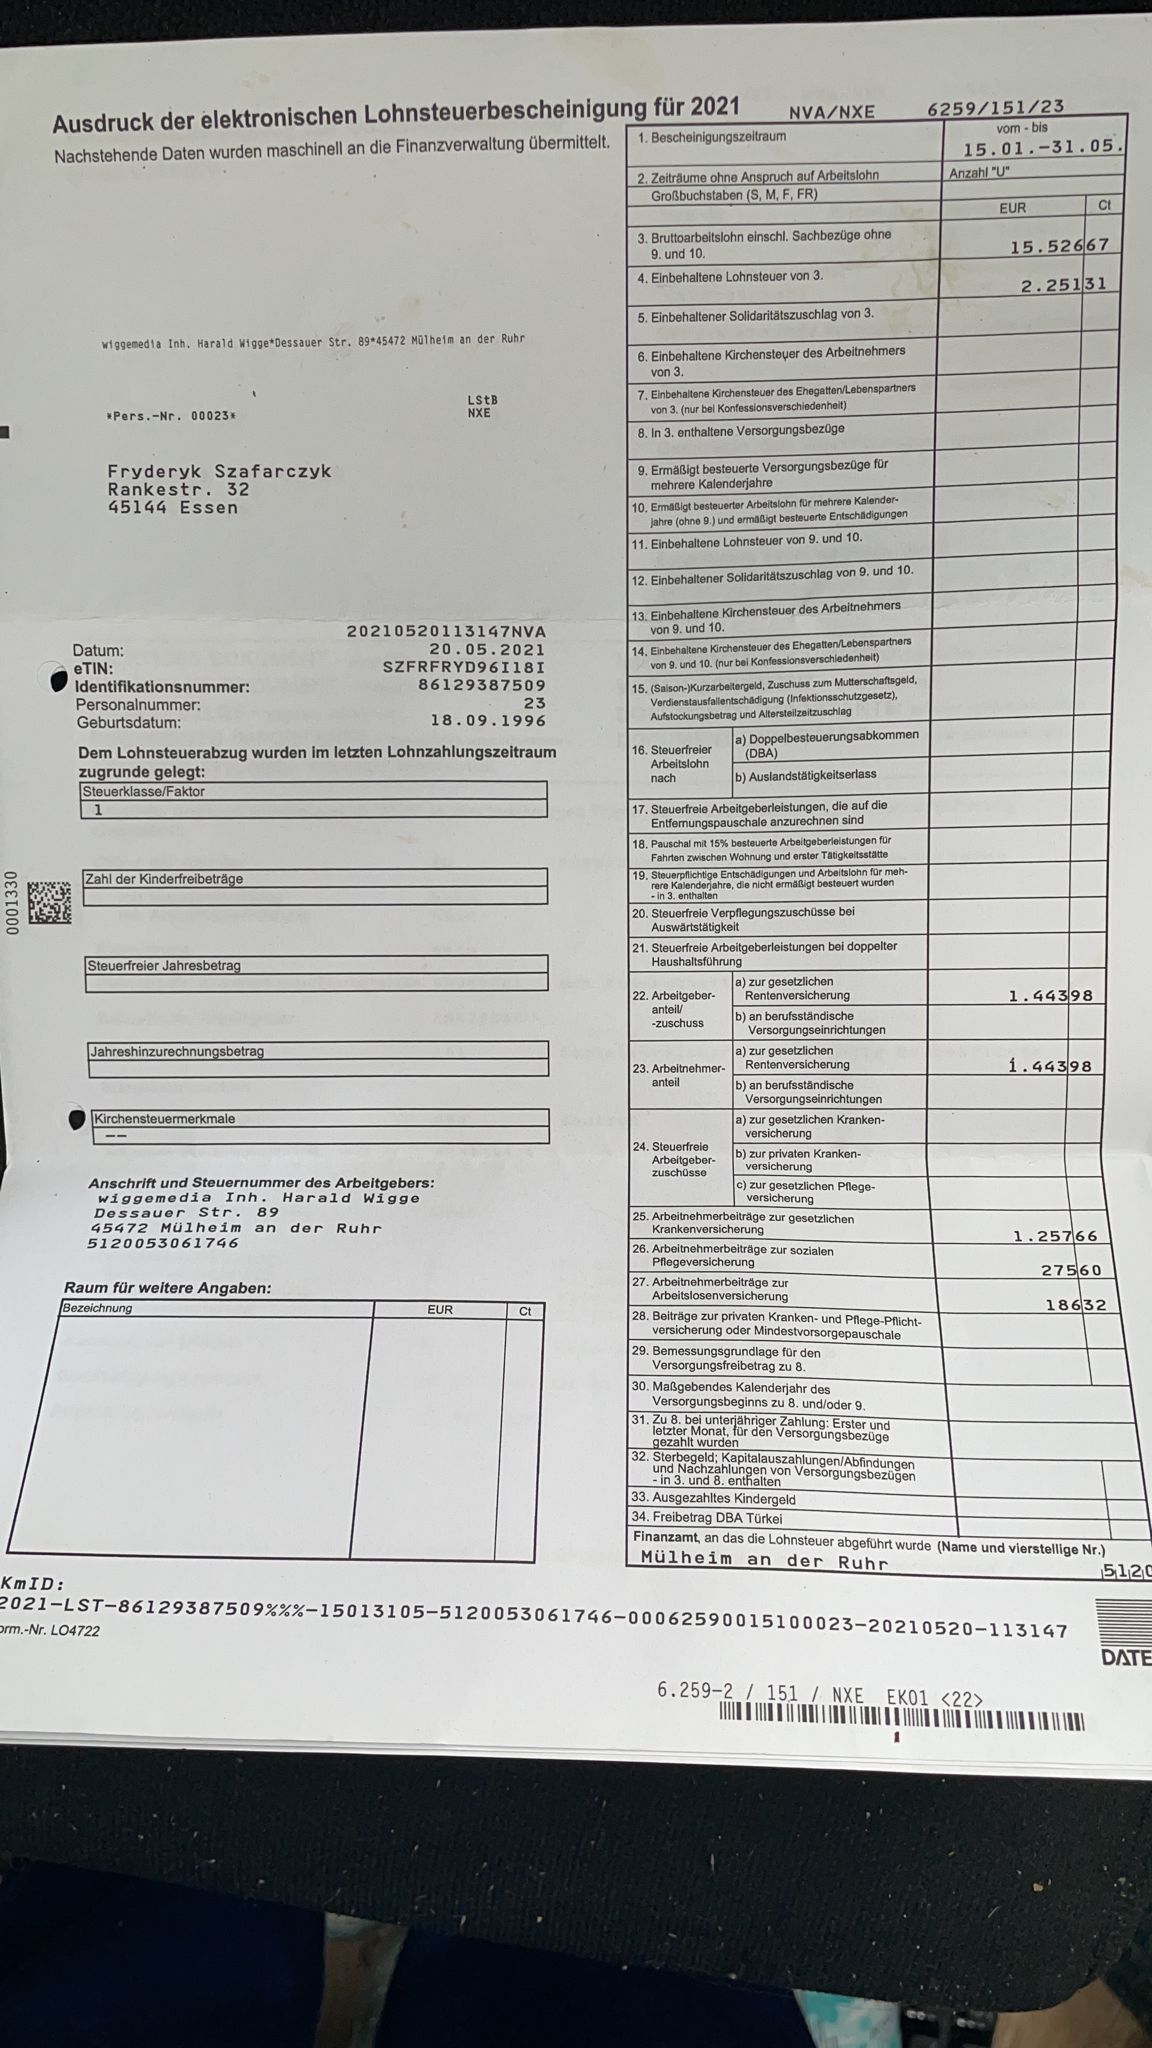 Ausdruck der elektronischen Lohnsteuerbescheinigung für 2021
NVA/NXE 6259/151/23
Nachstehende Daten wurden maschinell an die Finanzverwaltung übermittelt.
wiggemedia Inh. Harald Wigge*Dessauer Str. 89*45472 Mülheim an der Ruhr
*Pers.-Nr. 00023*
LStB
NXE
Fryderyk Szafarczyk
Rankestr. 32
45144 Essen
20210520113147NVA
Datum: 20.05.2021
eTIN: SZFRFRYD96I18I
Identifikationsnummer: 86129387509
Personalnummer: 23
Geburtsdatum: 18.09.1996
Dem Lohnsteuerabzug wurden im letzten Lohnzahlungszeitraum
zugrunde gelegt:
Steuerklasse/Faktor
1
Zahl der Kinderfreibeträge
0001330
Steuerfreier Jahresbetrag
Jahreshinzurechnungsbetrag
Kirchensteuermerkmale
--
Anschrift und Steuernummer des Arbeitgebers:
wiggemedia Inh. Harald Wigge
Dessauer Str. 89
45472 Mülheim an der Ruhr
5120053061746
Raum für weitere Angaben:
Bezeichnung EUR Ct
1. Bescheinigungszeitraum
vom - bis
15.01.-31.05.
2. Zeiträume ohne Anspruch auf Arbeitslohn
Anzahl "U"
Großbuchstaben (S, M, F, FR)
EUR Ct
3. Bruttoarbeitslohn einschl. Sachbezüge ohne
9. und 10.
15.526 67
4. Einbehaltene Lohnsteuer von 3.
2.251 31
5. Einbehaltener Solidaritätszuschlag von 3.
6. Einbehaltene Kirchensteuer des Arbeitnehmers
von 3.
7. Einbehaltene Kirchensteuer des Ehegatten/Lebenspartners
von 3. (nur bei Konfessionsverschiedenheit)
8. In 3. enthaltene Versorgungsbezüge
9. Ermäßigt besteuerte Versorgungsbezüge für
mehrere Kalenderjahre
10. Ermäßigt besteuerter Arbeitslohn für mehrere Kalender-
jahre (ohne 9.) und ermäßigt besteuerte Entschädigungen
11. Einbehaltene Lohnsteuer von 9. und 10.
12. Einbehaltener Solidaritätszuschlag von 9. und 10.
13. Einbehaltene Kirchensteuer des Arbeitnehmers
von 9. und 10.
14. Einbehaltene Kirchensteuer des Ehegatten/Lebenspartners
von 9. und 10. (nur bei Konfessionsverschiedenheit)
15. (Saison-)Kurzarbeitergeld, Zuschuss zum Mutterschaftsgeld,
Verdienstausfallentschädigung (Infektionsschutzgesetz),
Aufstockungsbetrag und Altersteilzeitzuschlag
16. Steuerfreier
Arbeitslohn
nach
a) Doppelbesteuerungsabkommen
(DBA)
b) Auslandstätigkeitserlass
17. Steuerfreie Arbeitgeberleistungen, die auf die
Entfernungspauschale anzurechnen sind
18. Pauschal mit 15% besteuerte Arbeitgeberleistungen für
Fahrten zwischen Wohnung und erster Tätigkeitsstätte
19. Steuerpflichtige Entschädigungen und Arbeitslohn für meh-
rere Kalenderjahre, die nicht ermäßigt besteuert wurden
- in 3. enthalten
20. Steuerfreie Verpflegungszuschüsse bei
Auswärtstätigkeit
21. Steuerfreie Arbeitgeberleistungen bei doppelter
Haushaltsführung
22. Arbeitgeber-
anteil/
-zuschuss
a) zur gesetzlichen
Rentenversicherung
1.443 98
b) an berufsständische
Versorgungseinrichtungen
23. Arbeitnehmer-
anteil
a) zur gesetzlichen
Rentenversicherung
1.443 98
b) an berufsständische
Versorgungseinrichtungen
24. Steuerfreie
Arbeitgeber-
zuschüsse
a) zur gesetzlichen Kranken-
versicherung
b) zur privaten Kranken-
versicherung
c) zur gesetzlichen Pflege-
versicherung
25. Arbeitnehmerbeiträge zur gesetzlichen
Krankenversicherung
1.257 66
26. Arbeitnehmerbeiträge zur sozialen
Pflegeversicherung
275 60
27. Arbeitnehmerbeiträge zur
Arbeitslosenversicherung
186 32
28. Beiträge zur privaten Kranken- und Pflege-Pflicht-
versicherung oder Mindestvorsorgepauschale
29. Bemessungsgrundlage für den
Versorgungsfreibetrag zu 8.
30. Maßgebendes Kalenderjahr des
Versorgungsbeginns zu 8. und/oder 9.
31. Zu 8. bei unterjähriger Zahlung: Erster und
letzter Monat, für den Versorgungsbezüge
gezahlt wurden
32. Sterbegeld; Kapitalauszahlungen/Abfindungen
und Nachzahlungen von Versorgungsbezügen
- in 3. und 8. enthalten
33. Ausgezahltes Kindergeld
34. Freibetrag DBA Türkei
Finanzamt, an das die Lohnsteuer abgeführt wurde (Name und vierstellige Nr.)
Mülheim an der Ruhr 5120
KmID:
2021-LST-86129387509%%%-15013105-5120053061746-00062590015100023-20210520-113147
orm.-Nr. LO4722
DATE
6.259-2 / 151 / NXE EK01 <22>